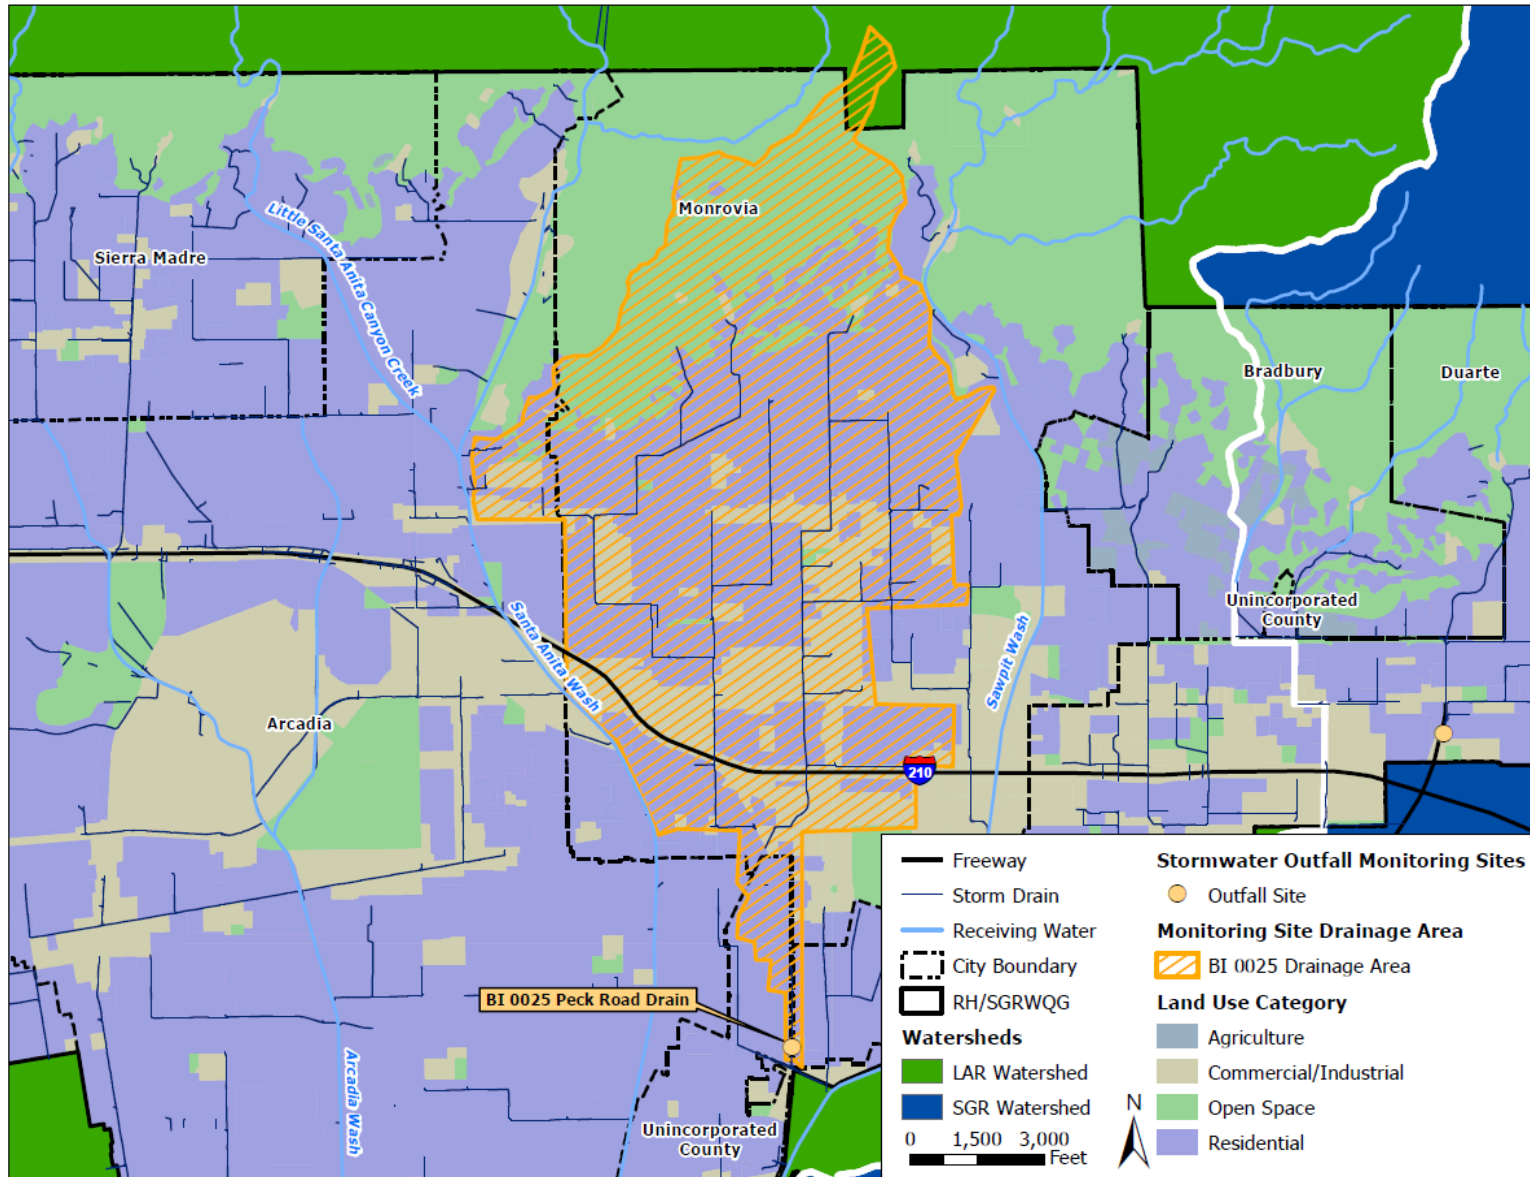 Monrovia
Little Santa Anita Canyon Creek
Sierra Madre
Bradbury
Duarte
Unincorporated
County
Santa Anita Wash
Sawpit Wash
Arcadia
210
BI 0025 Peck Road Drain
Arcadia Wash
Unincorporated
County
Freeway
Storm Drain
Receiving Water
City Boundary
RH/SGRWQG
Watersheds
LAR Watershed
SGR Watershed
0 1,500 3,000
Feet
N
Stormwater Outfall Monitoring Sites
Outfall Site
Monitoring Site Drainage Area
BI 0025 Drainage Area
Land Use Category
Agriculture
Commercial/Industrial
Open Space
Residential